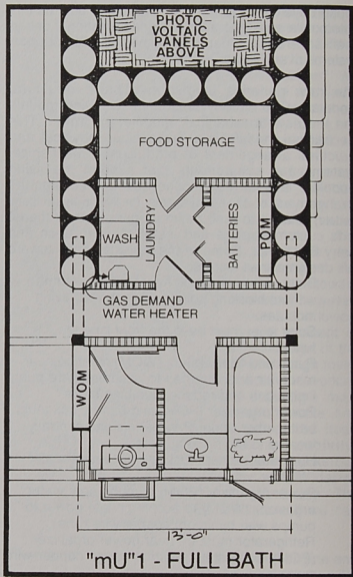 PHOTO
VOLTAIC
PANELS
ABOVE
FOOD STORAGE
WASH
LAUNDRY
BATTERIES
POM
GAS DEMAND
WATER HEATER
WOM
13'-0"
"mU"1 - FULL BATH